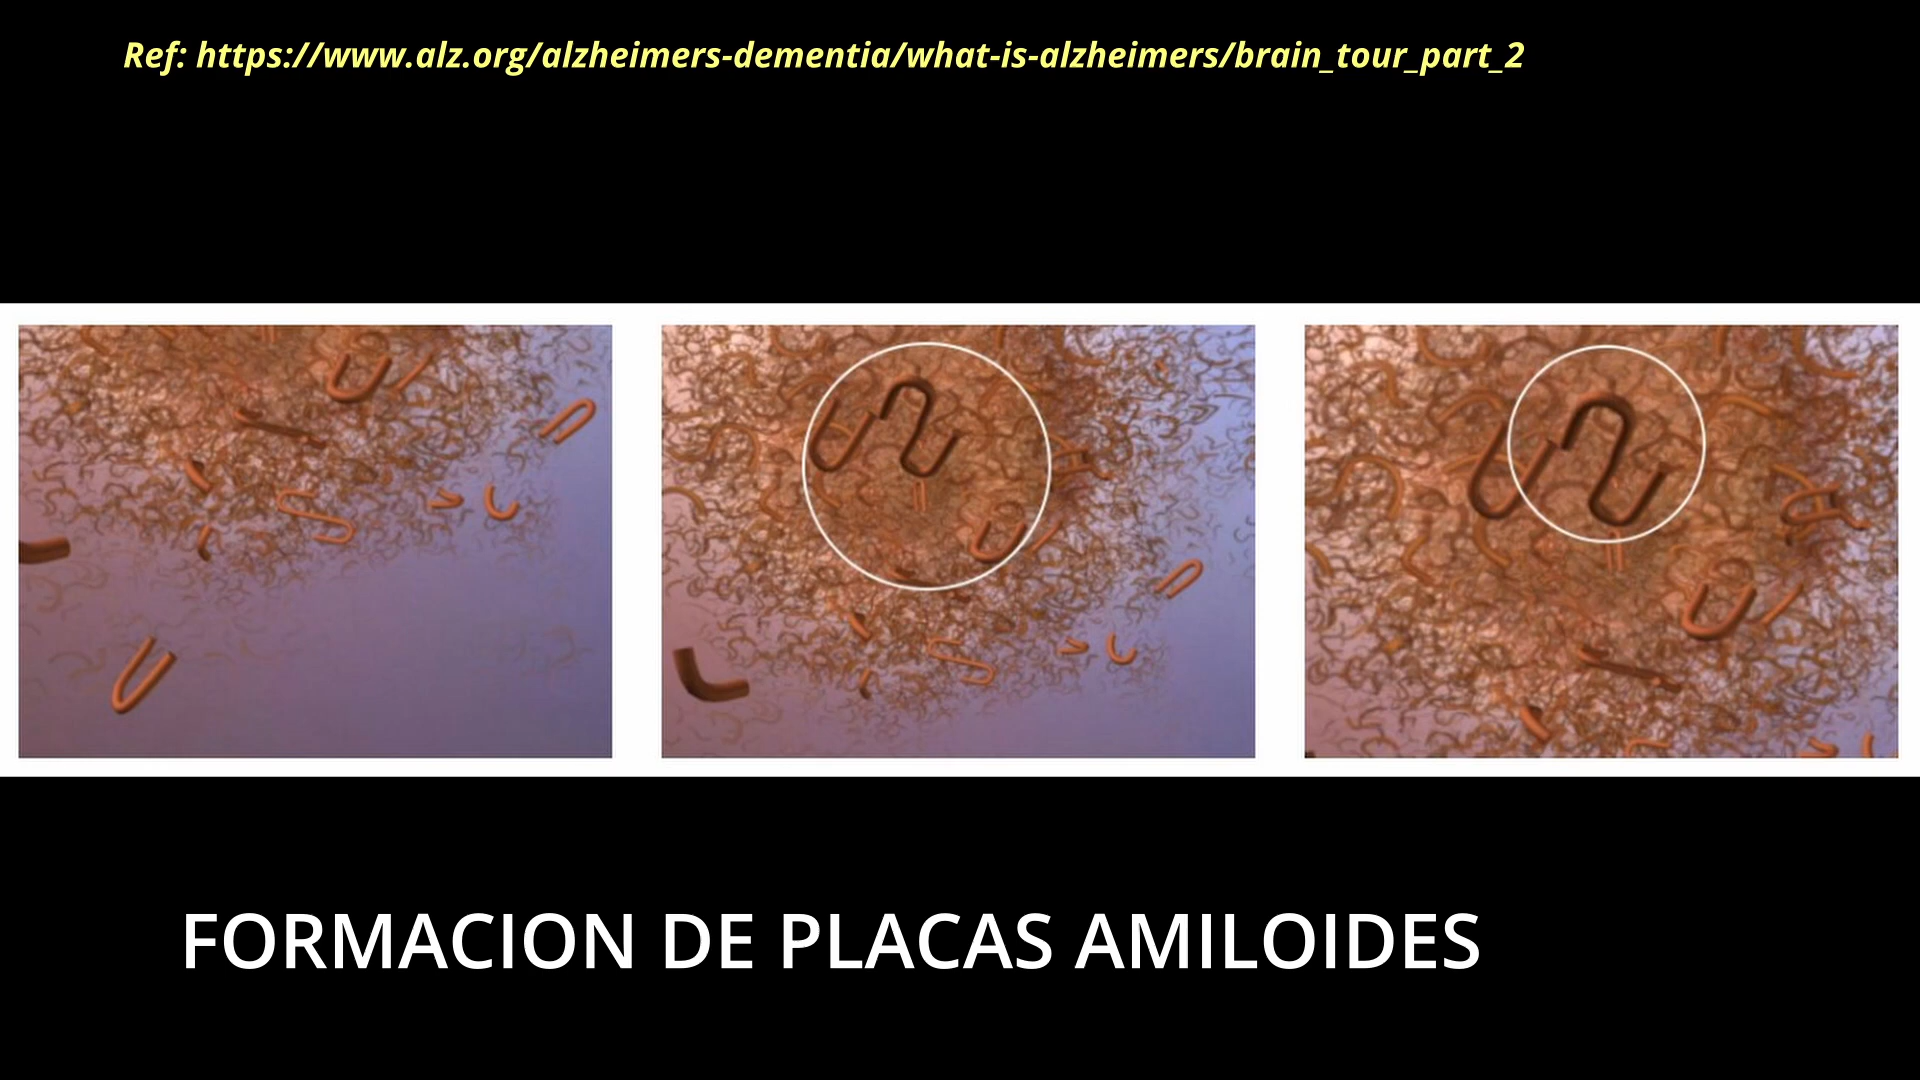 Ref: https://www.alz.org/alzheimers-dementia/what-is-alzheimers/brain_tour_part_2
FORMACION DE PLACAS AMILOIDES